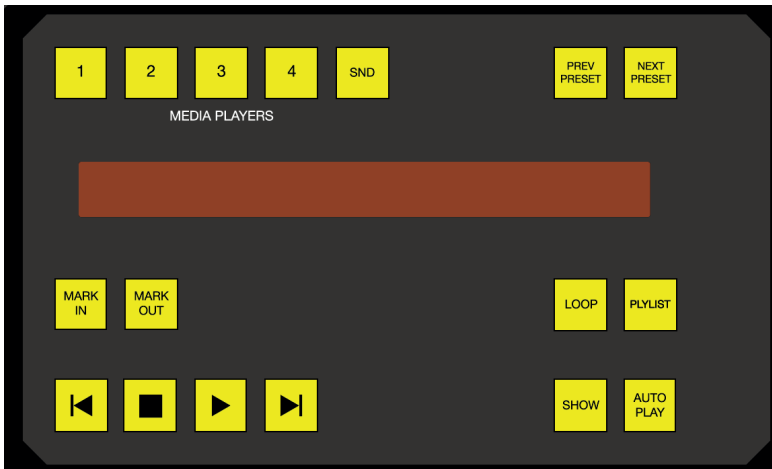 1 2 3 4 SND
PREV
PRESET
NEXT
PRESET
MEDIA PLAYERS
MARK
IN
MARK
OUT
LOOP
PLYLIST
SHOW
AUTO
PLAY